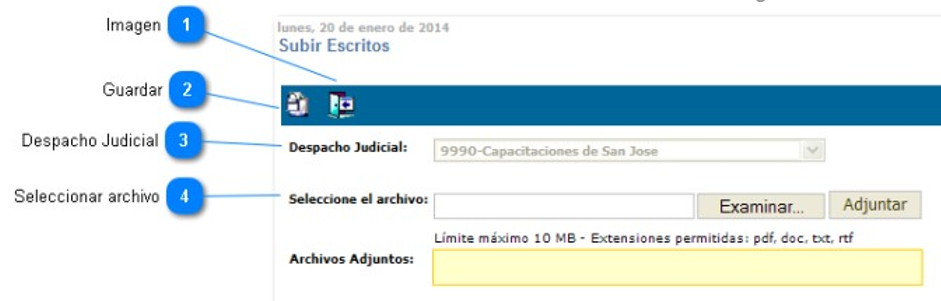 Imagen 1
lunes, 20 de enero de 2014
Subir Escritos
Guardar 2
Despacho Judicial 3
Despacho Judicial: 9990-Capacitaciones de San Jose
Seleccionar archivo 4
Seleccione el archivo: Examinar... Adjuntar
Límite máximo 10 MB - Extensiones permitidas: pdf, doc, txt, rtf
Archivos Adjuntos: